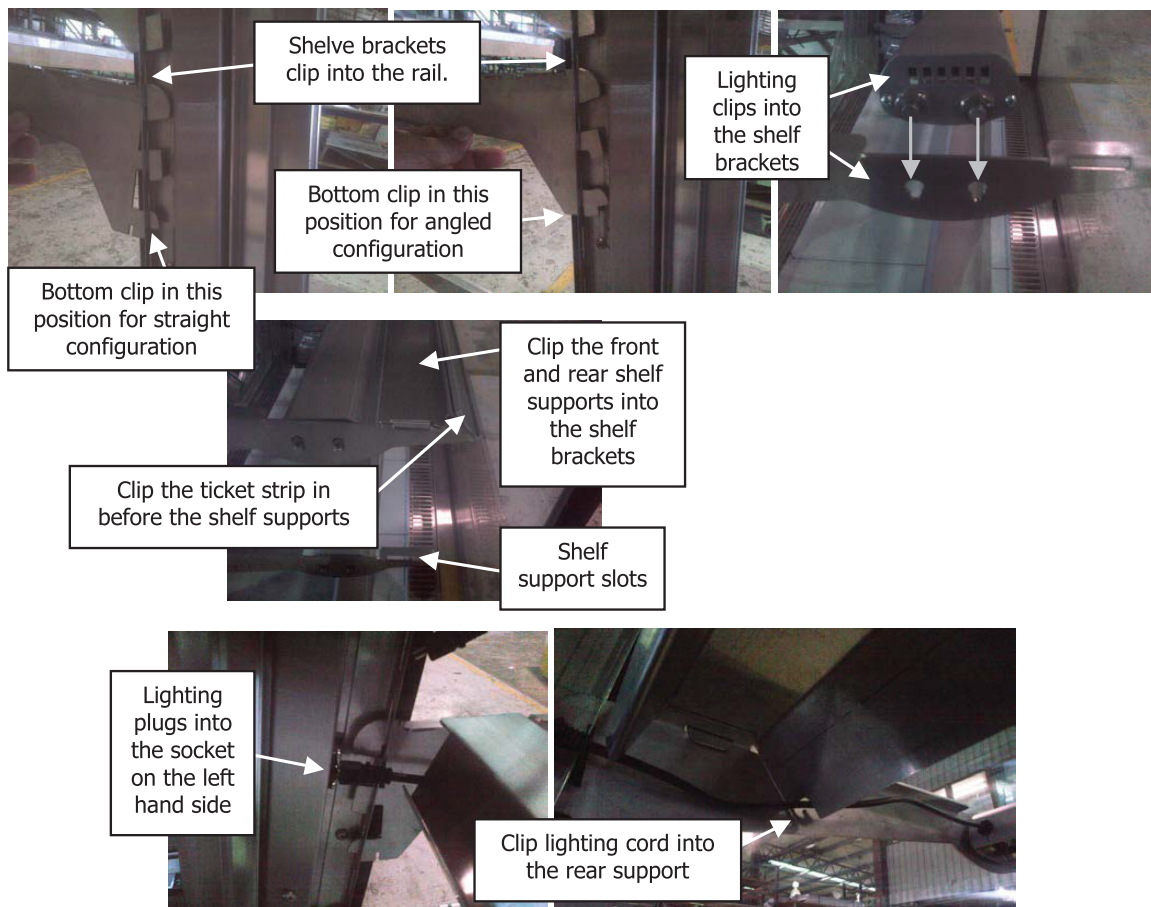 Shelve brackets
clip into the rail.
Bottom clip in this
position for straight
configuration
Bottom clip in this
position for angled
configuration
Lighting
clips into
the shelf
brackets
Clip the front
and rear shelf
supports into
the shelf
brackets
Clip the ticket strip in
before the shelf supports
Shelf
support slots
Lighting
plugs into
the socket
on the left
hand side
Clip lighting cord into
the rear support